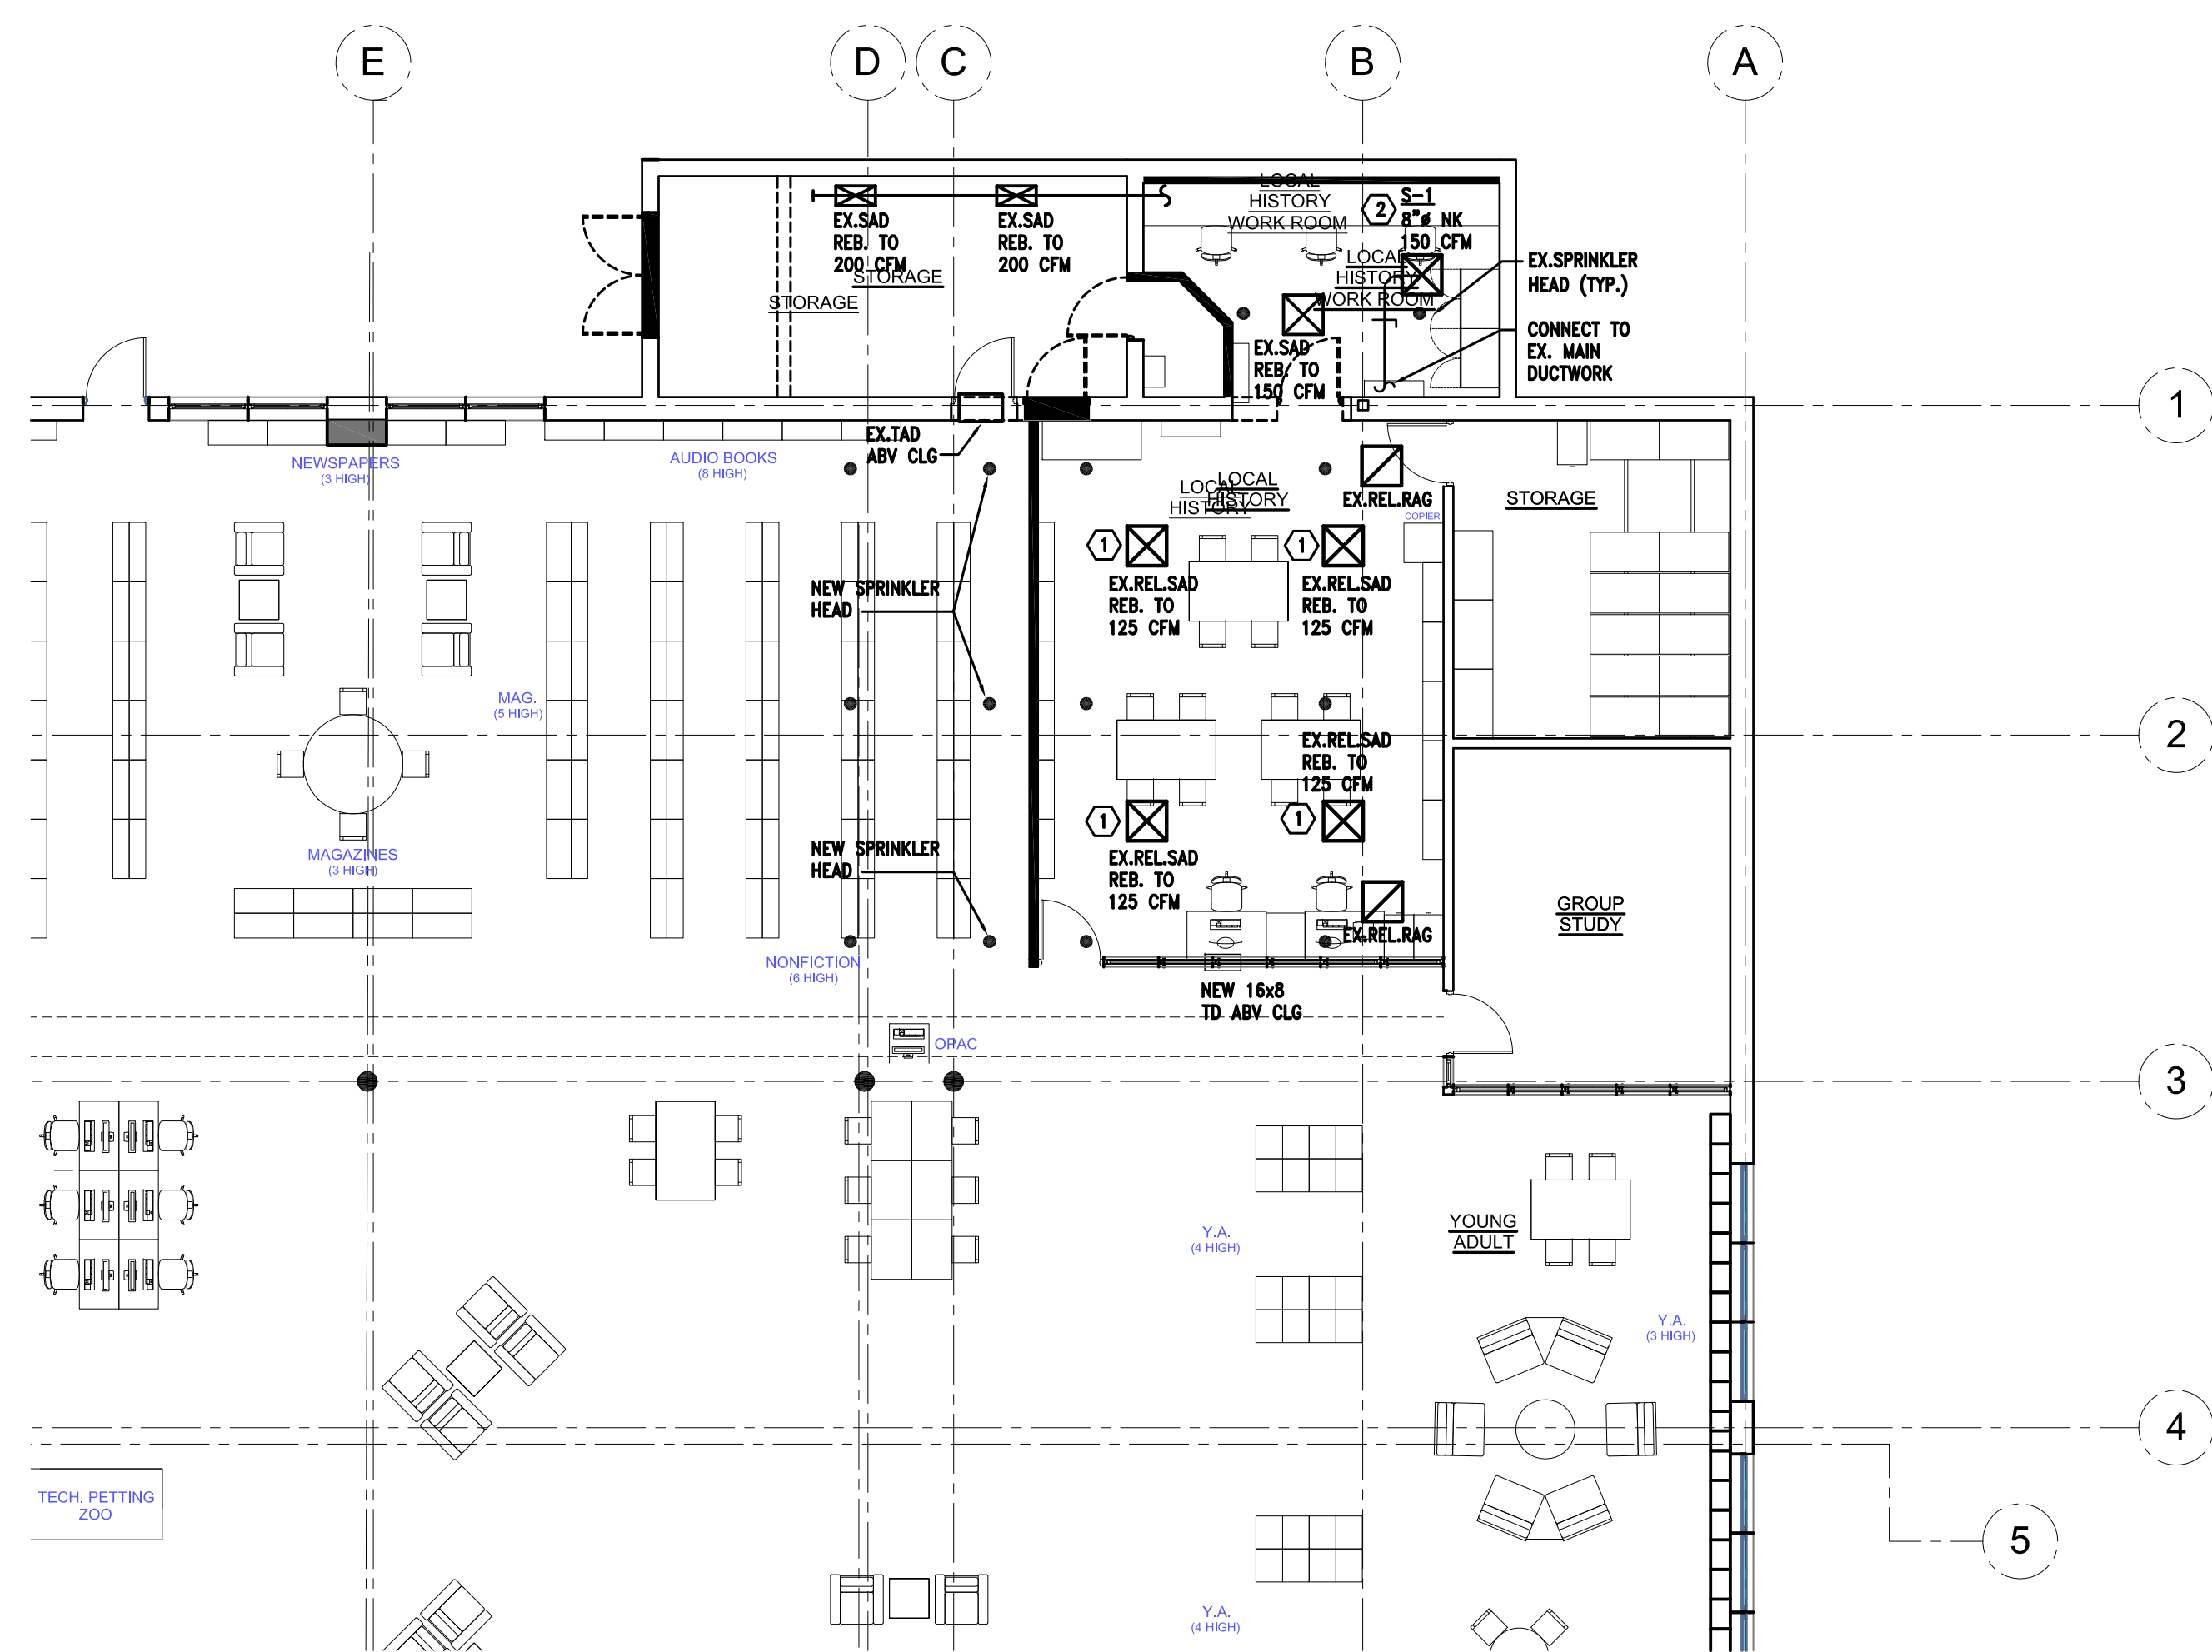 E
D
C
B
A
LOCAL
HISTORY
WORK ROOM
2
S-1
8"ø NK
150 CFM
EX.SAD
REB. TO
200 CFM
EX.SAD
REB. TO
200 CFM
STORAGE
STORAGE
LOCAL
HISTORY
WORK ROOM
EX.SPRINKLER
HEAD (TYP.)
CONNECT TO
EX. MAIN
DUCTWORK
EX.SAD
REB. TO
150 CFM
1
EX.TAD
ABV CLG
NEWSPAPERS
(3 HIGH)
AUDIO BOOKS
(8 HIGH)
LOCAL
HISTORY
LOCAL
HISTORY
EX.REL.RAG
COPIER
STORAGE
1
EX.REL.SAD
REB. TO
125 CFM
1
EX.REL.SAD
REB. TO
125 CFM
NEW SPRINKLER
HEAD
MAG.
(5 HIGH)
2
EX.REL.SAD
REB. TO
125 CFM
1
1
EX.REL.SAD
REB. TO
125 CFM
MAGAZINES
(3 HIGH)
NEW SPRINKLER
HEAD
GROUP
STUDY
EX.REL.RAG
NONFICTION
(6 HIGH)
NEW 16x8
TD ABV CLG
OPAC
3
Y.A.
(4 HIGH)
YOUNG
ADULT
Y.A.
(3 HIGH)
4
TECH. PETTING
ZOO
5
Y.A.
(4 HIGH)